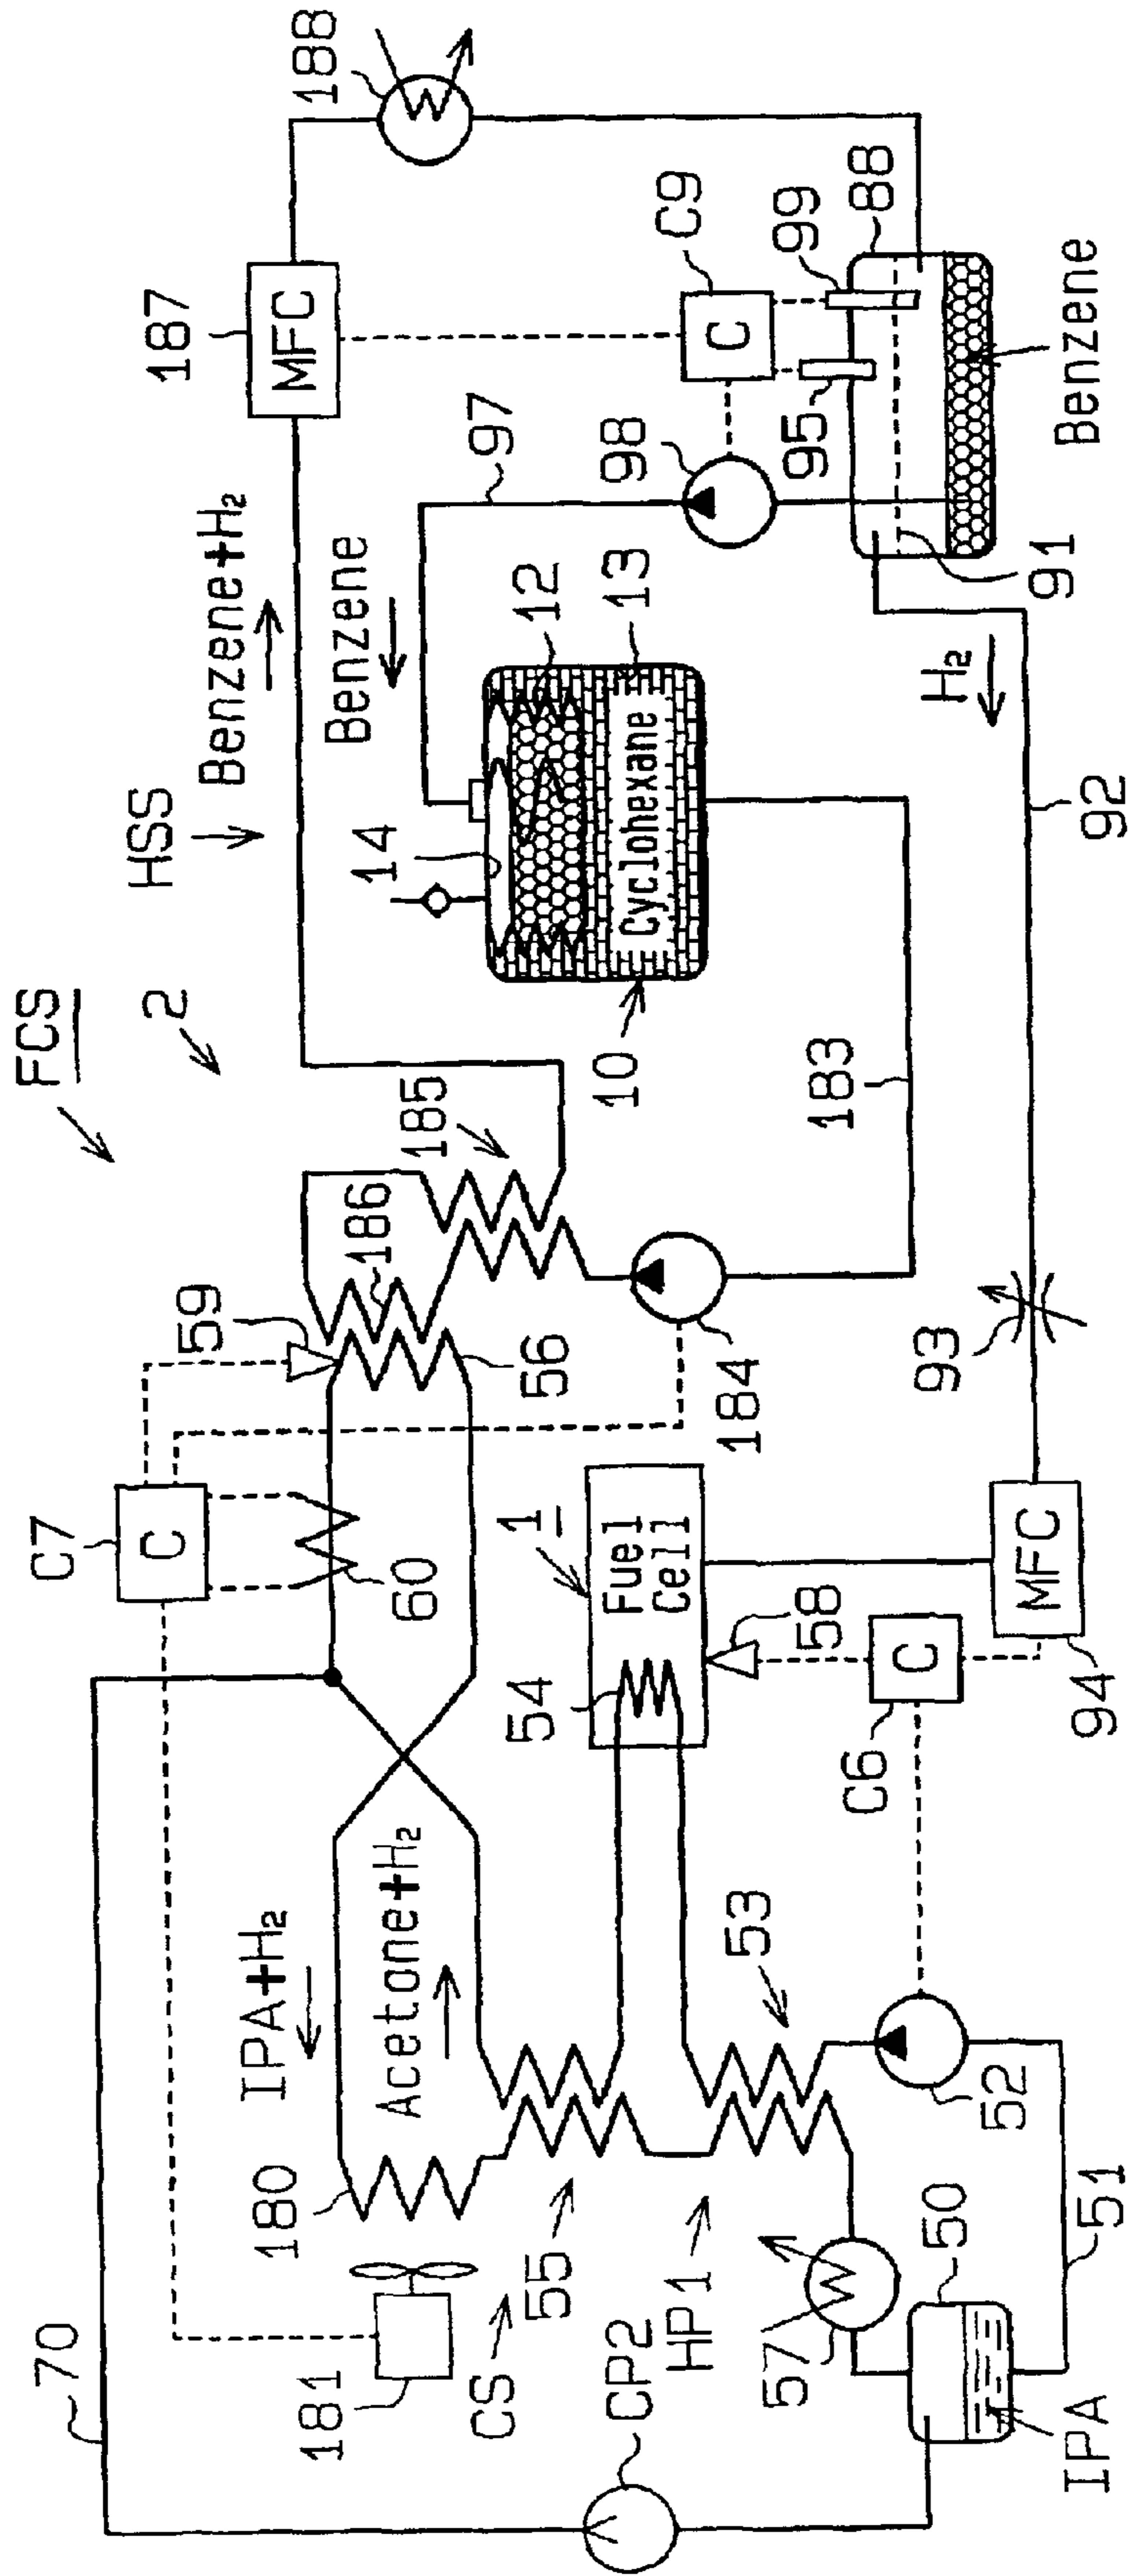 FCS
2
HSS
Benzene+H₂
187
MFC
188
C7
C
59
186
185
Benzene
97
C9
C
99
88
98
95
12
13
14
Cyclohexane
10
91
Benzene
H₂
92
183
184
56
60
70
IPA+H₂
Acetone+H₂
180
181
CS
55
HP1
53
54
1
Fuel
Cell
58
C
C6
MFC
94
93
52
51
50
57
CP2
IPA